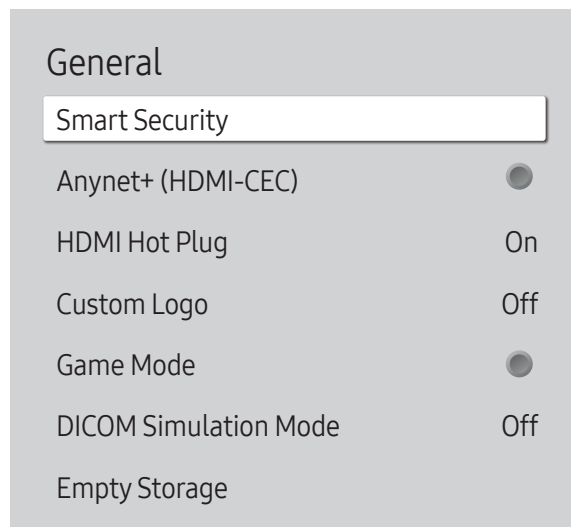 General
Smart Security
Anynet+ (HDMI-CEC)
HDMI Hot Plug On
Custom Logo Off
Game Mode
DICOM Simulation Mode Off
Empty Storage